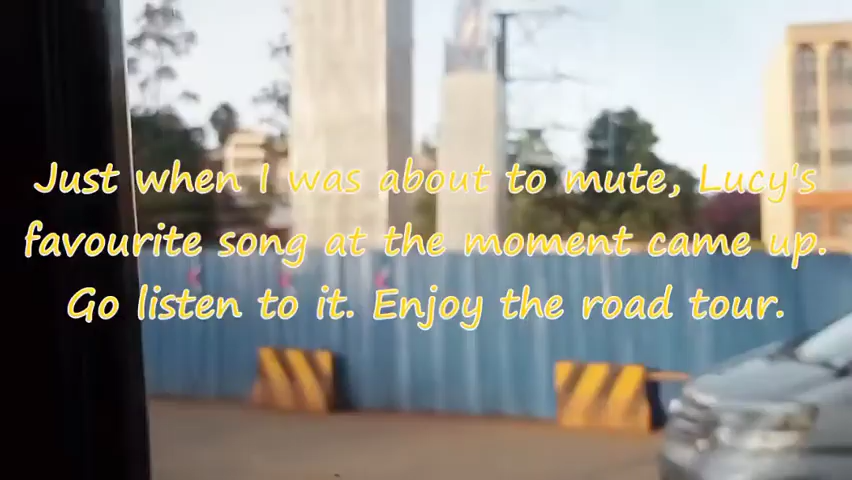 Just when I was about to mute, Lucy's
favourite song at the moment came up.
Go listen to it. Enjoy the road tour.